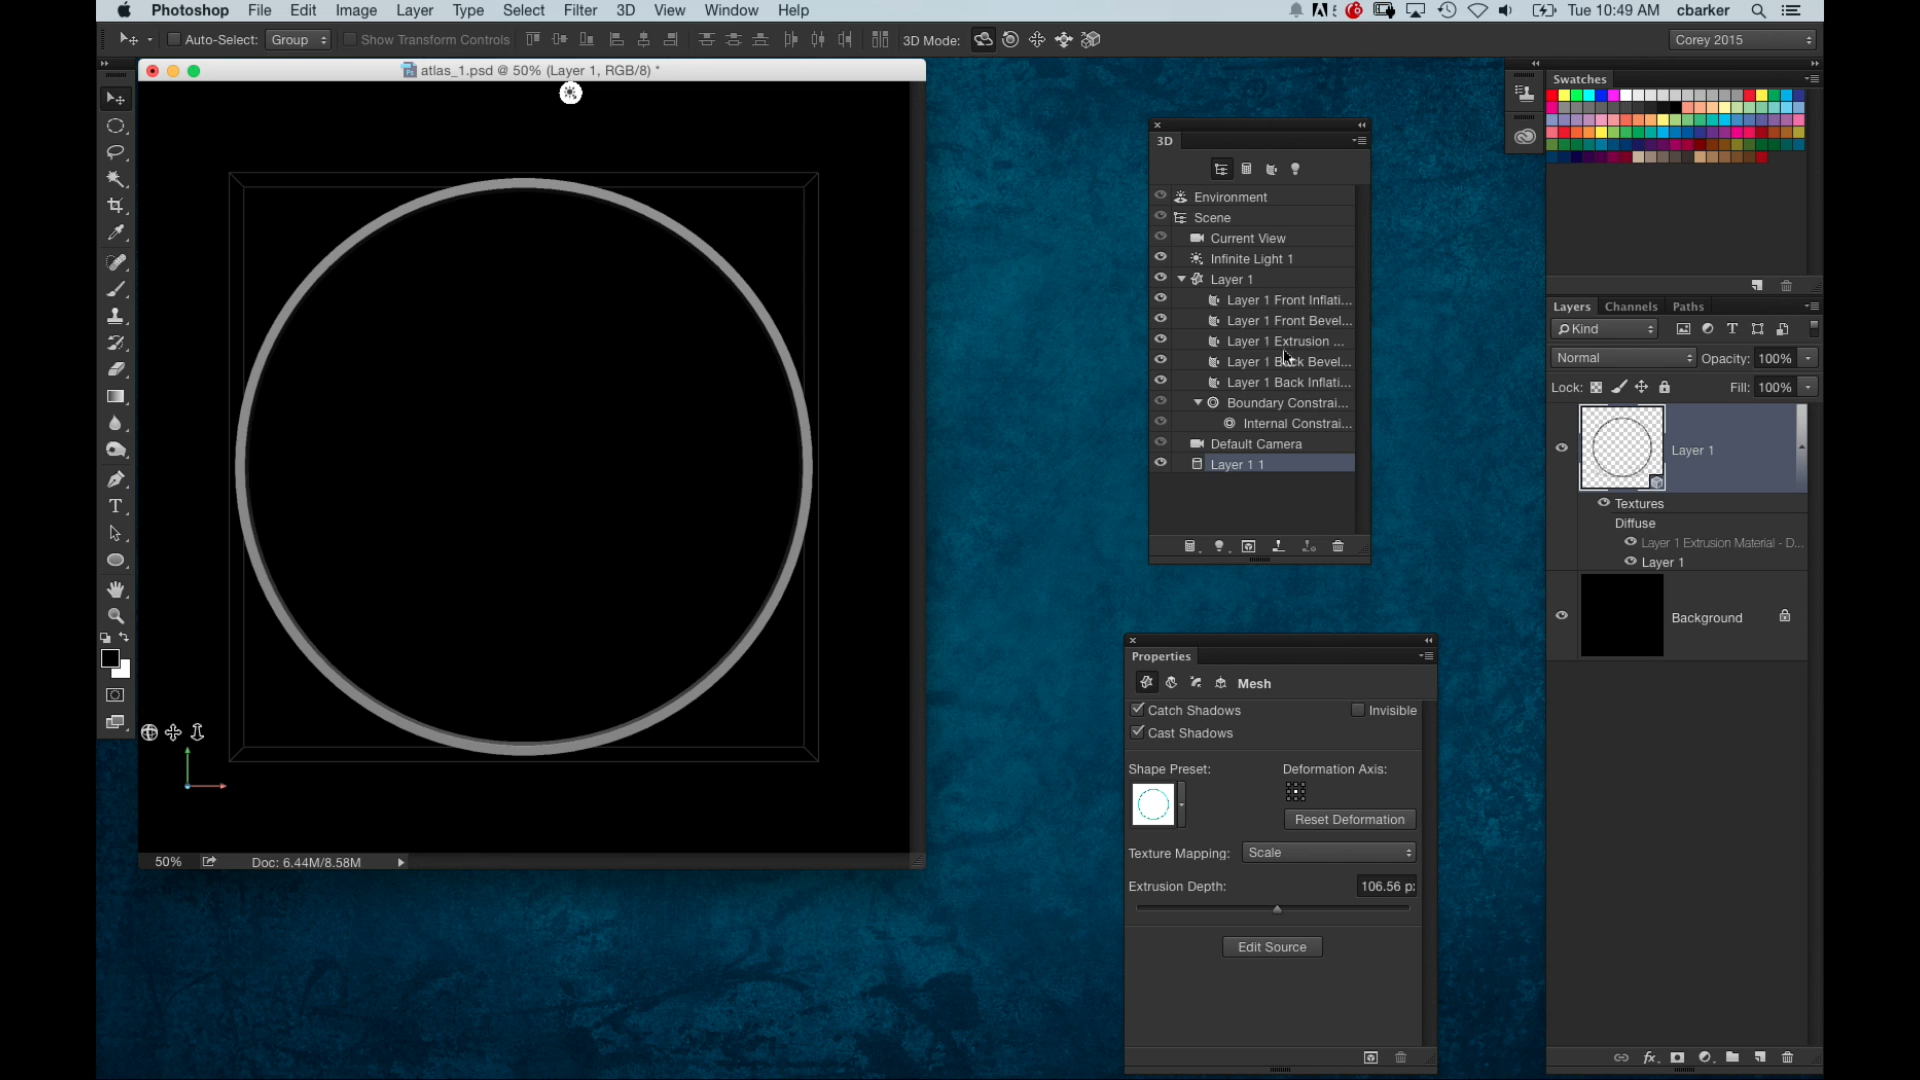 Photoshop File Edit Image Layer Type Select Filter 3D View Window Help Tue 10:49 AM cbarker
Auto-Select: Group Show Transform Controls 3D Mode: Corey 2015
atlas_1.psd @ 50% (Layer 1, RGB/8) *
Swatches
3D
Environment
Scene
Current View
Infinite Light 1
Layer 1
Layer 1 Front Inflati...
Layer 1 Front Bevel...
Layer 1 Extrusion ...
Layer 1 Back Bevel...
Layer 1 Back Inflati...
Boundary Constrai...
Internal Constrai...
Default Camera
Layer 1 1
Layers Channels Paths
Kind
Normal Opacity: 100%
Lock: Fill: 100%
Layer 1
Textures
Diffuse
Layer 1 Extrusion Material - D...
Layer 1
Background
Properties
Mesh
Catch Shadows Invisible
Cast Shadows
Shape Preset: Deformation Axis:
Reset Deformation
Texture Mapping: Scale
Extrusion Depth: 106.56 p
Edit Source
50% Doc: 6.44M/8.58M